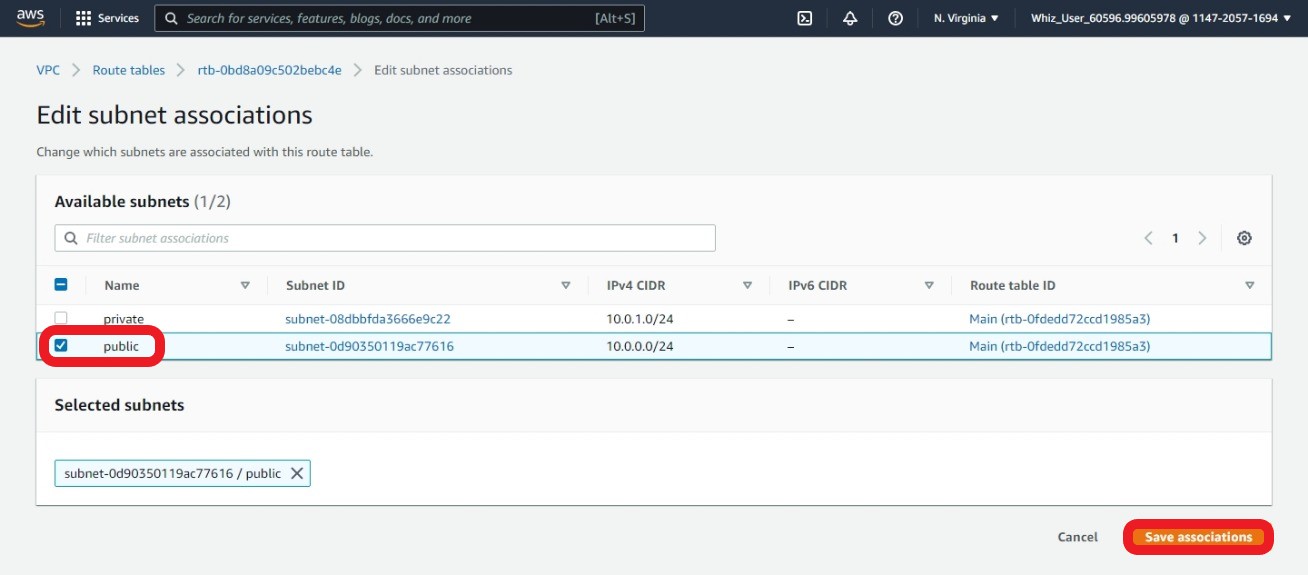 aws Services Search for services, features, blogs, docs, and more [Alt+S] N. Virginia Whiz_User_60596.99605978 @ 1147-2057-1694
VPC Route tables rtb-0bd8a09c502bebc4e Edit subnet associations
Edit subnet associations
Change which subnets are associated with this route table.
Available subnets (1/2)
Filter subnet associations 1
Name Subnet ID IPv4 CIDR IPv6 CIDR Route table ID
private subnet-08dbbfda3666e9c22 10.0.1.0/24 – Main (rtb-0fdedd72ccd1985a3)
public subnet-0d90350119ac77616 10.0.0.0/24 – Main (rtb-0fdedd72ccd1985a3)
Selected subnets
subnet-0d90350119ac77616 / public
Cancel Save associations